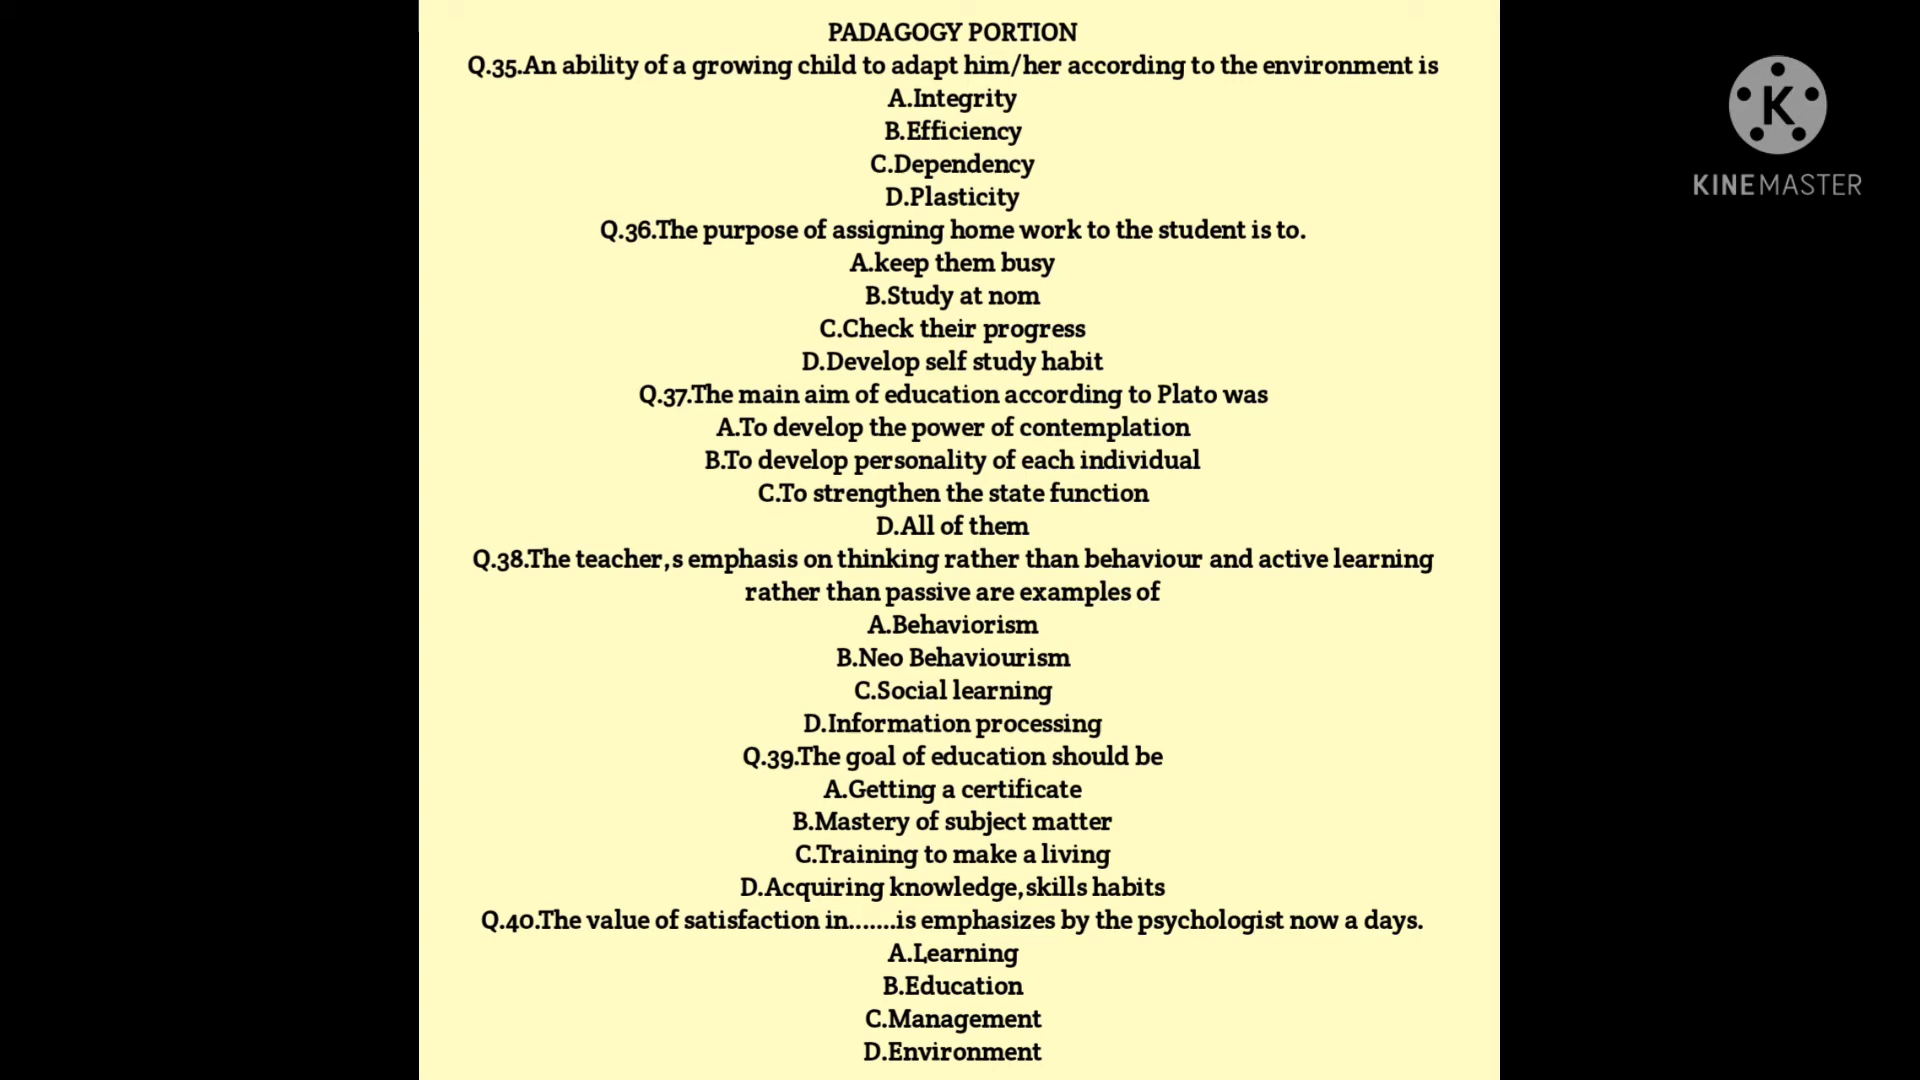 PADAGOGY PORTION
Q.35.An ability of a growing child to adapt him/her according to the environment is
A.Integrity
B.Efficiency
C.Dependency
D.Plasticity
Q.36.The purpose of assigning home work to the student is to.
A.keep them busy
B.Study at nom
C.Check their progress
D.Develop self study habit
Q.37.The main aim of education according to Plato was
A.To develop the power of contemplation
B.To develop personality of each individual
C.To strengthen the state function
D.All of them
Q.38.The teacher,s emphasis on thinking rather than behaviour and active learning
rather than passive are examples of
A.Behaviorism
B.Neo Behaviourism
C.Social learning
D.Information processing
Q.39.The goal of education should be
A.Getting a certificate
B.Mastery of subject matter
C.Training to make a living
D.Acquiring knowledge,skills habits
Q.40.The value of satisfaction in.......is emphasizes by the psychologist now a days.
A.Learning
B.Education
C.Management
D.Environment
K
KINEMASTER